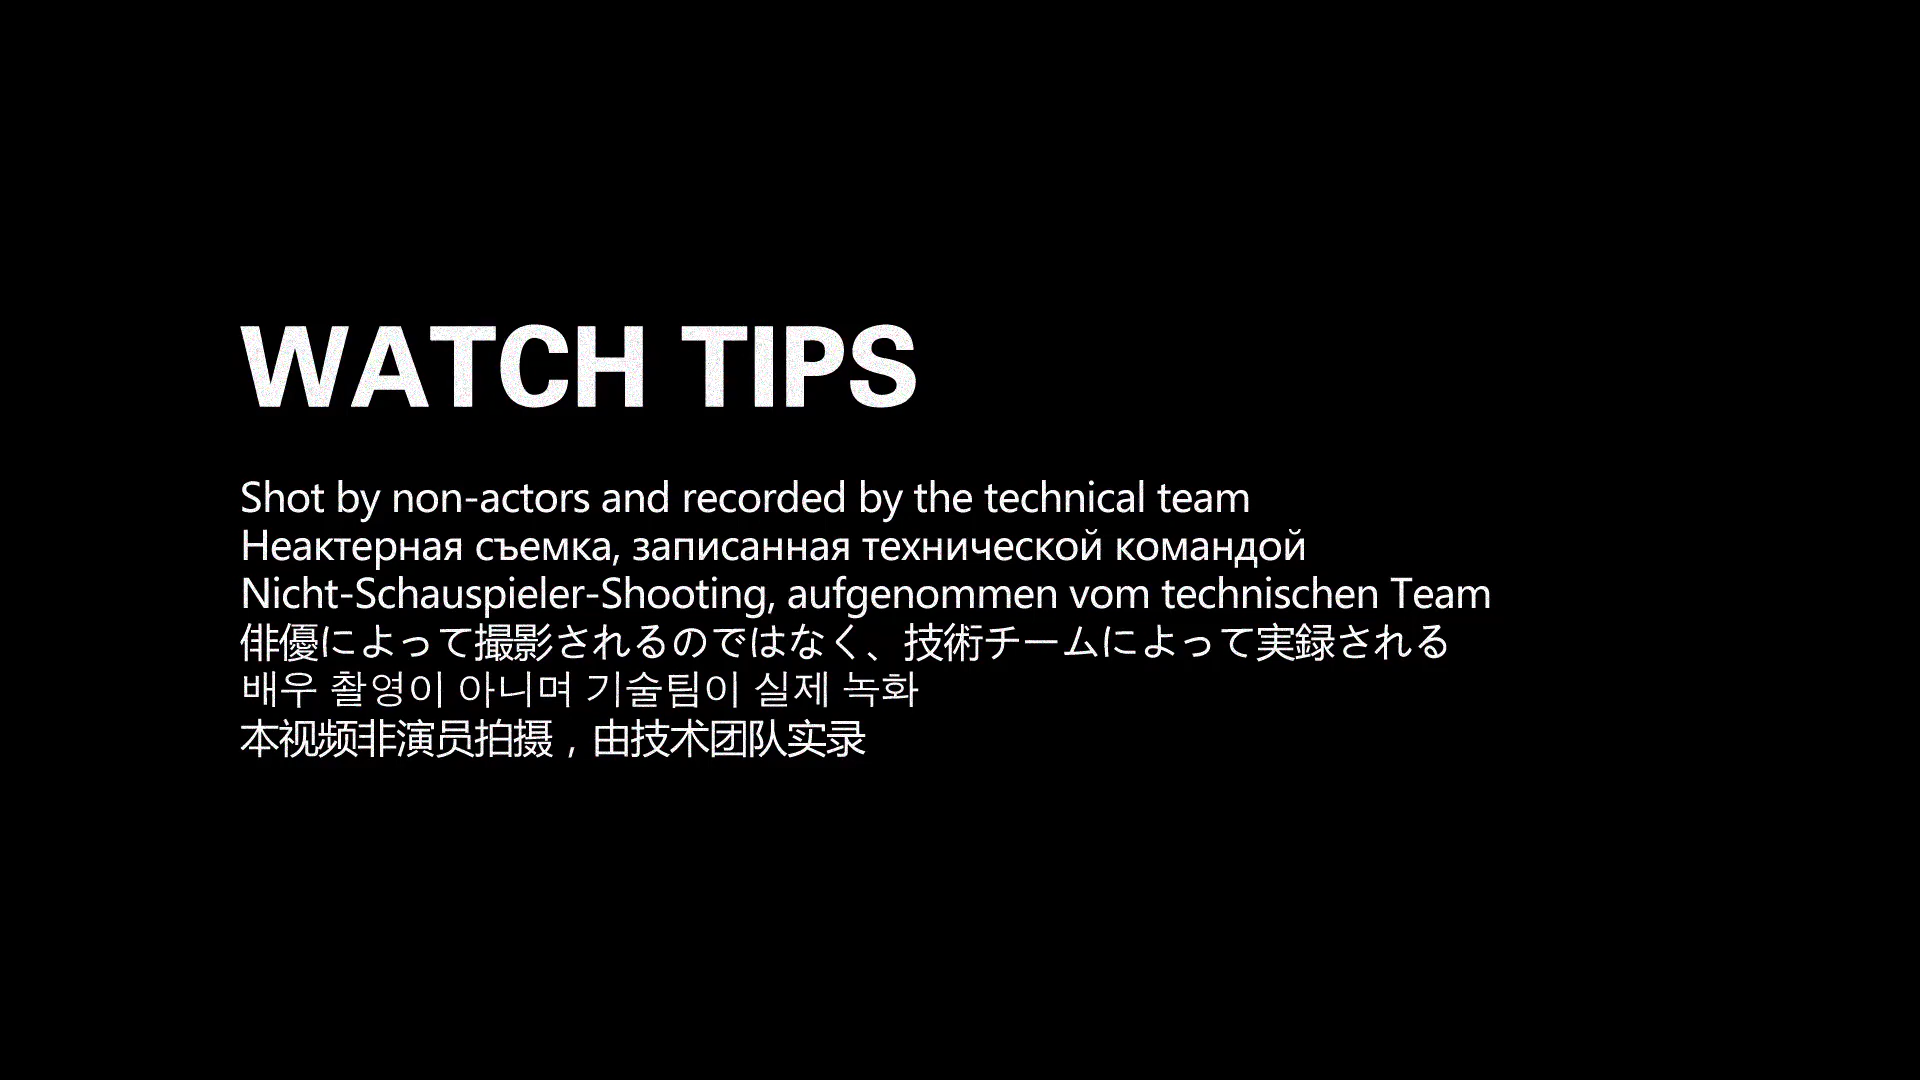 WATCH TIPS
Shot by non-actors and recorded by the technical team
Неактерная съемка, записанная технической командой
Nicht-Schauspieler-Shooting, aufgenommen vom technischen Team
俳優によって撮影されるのではなく、技術チームによって実録される
배우 촬영이 아니며 기술팀이 실제 녹화
本视频非演员拍摄，由技术团队实录